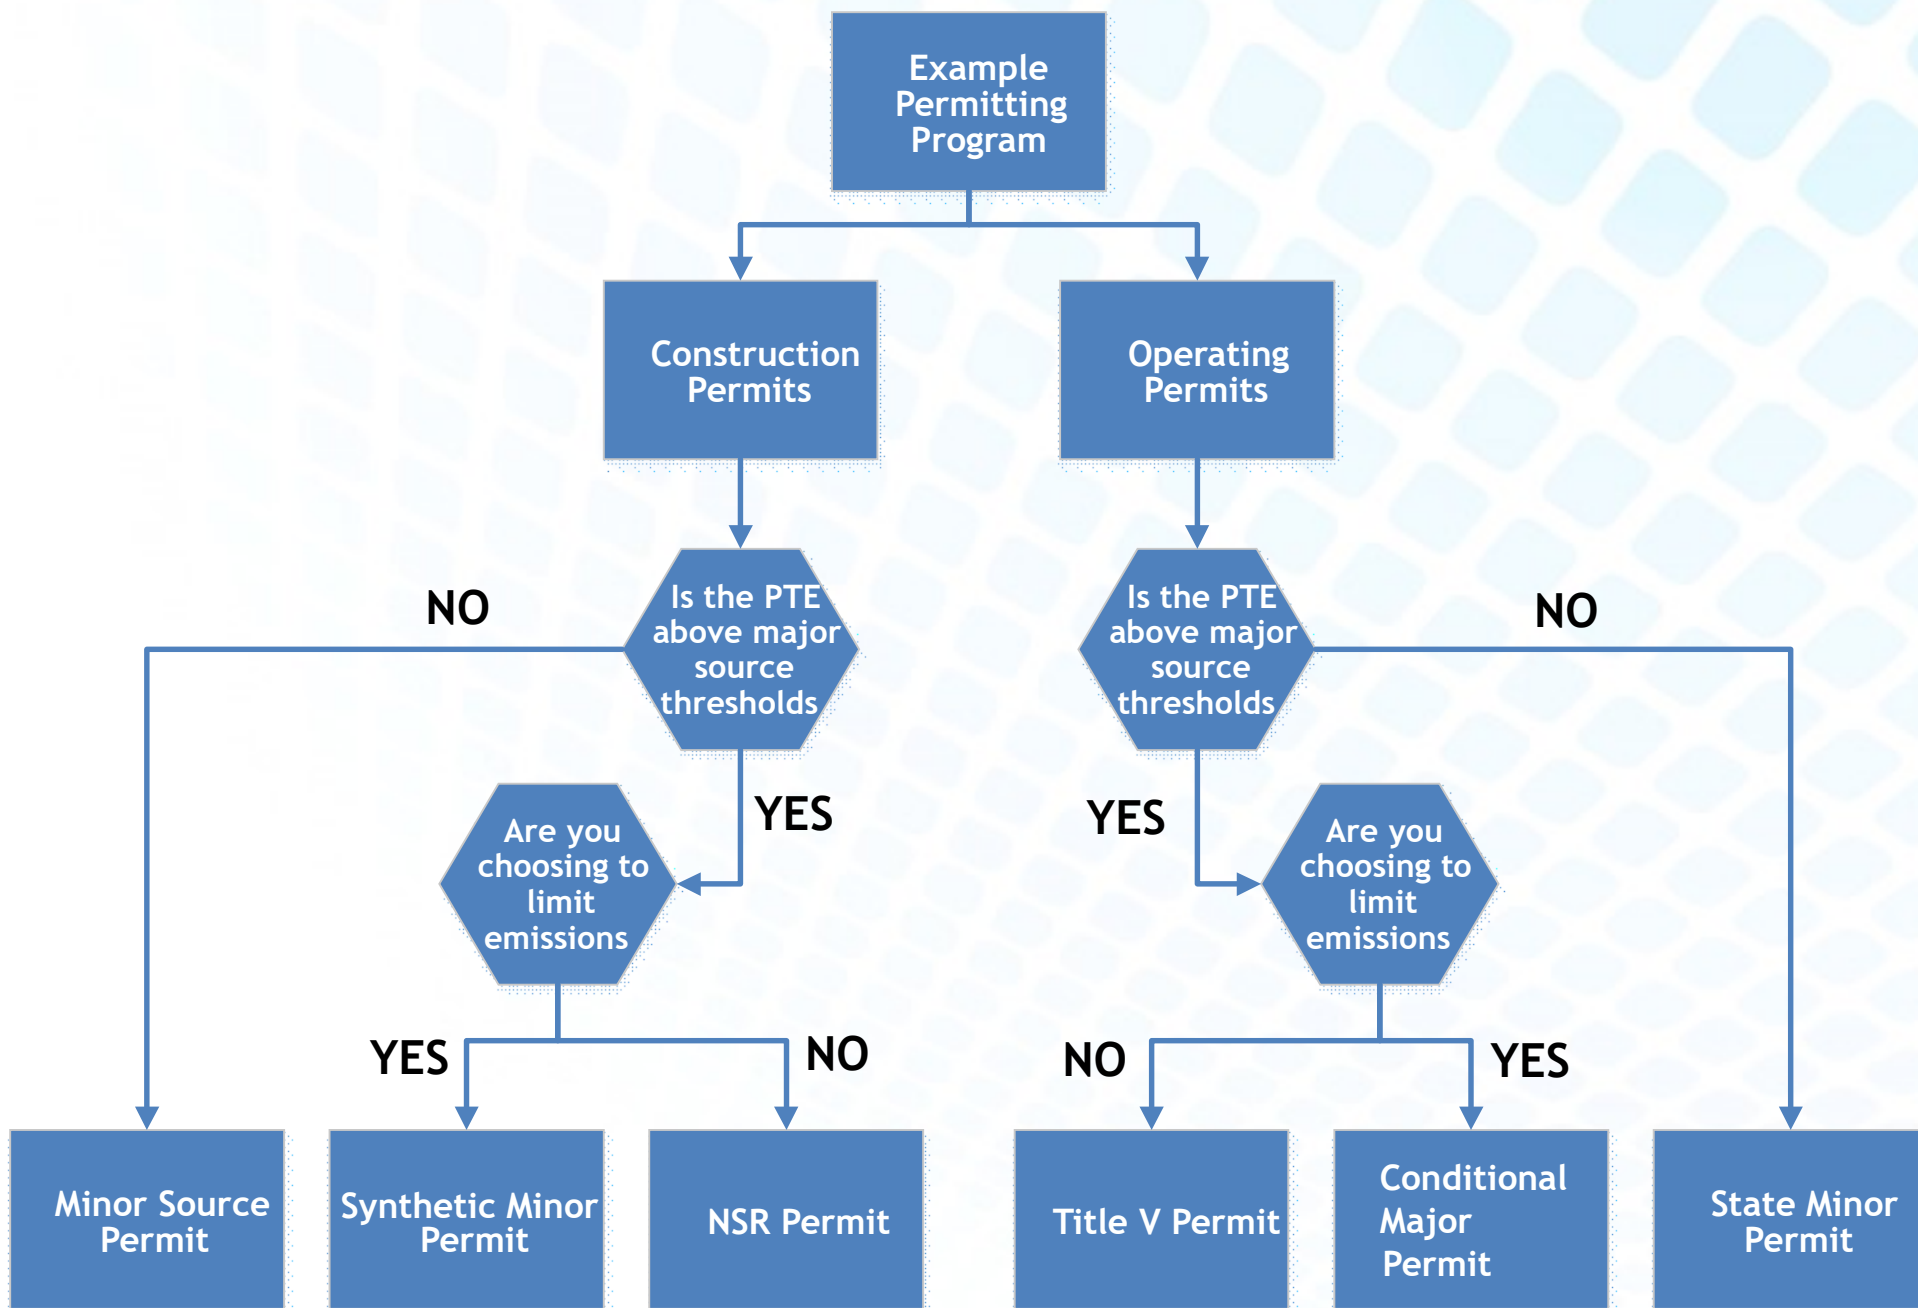 Example
Permitting
Program
Construction
Permits
Operating
Permits
NO
Is the PTE
above major
source
thresholds
Is the PTE
above major
source
thresholds
NO
YES
YES
Are you
choosing to
limit
emissions
Are you
choosing to
limit
emissions
YES
NO
NO
YES
Minor Source
Permit
Synthetic Minor
Permit
NSR Permit
Title V Permit
Conditional
Major
Permit
State Minor
Permit